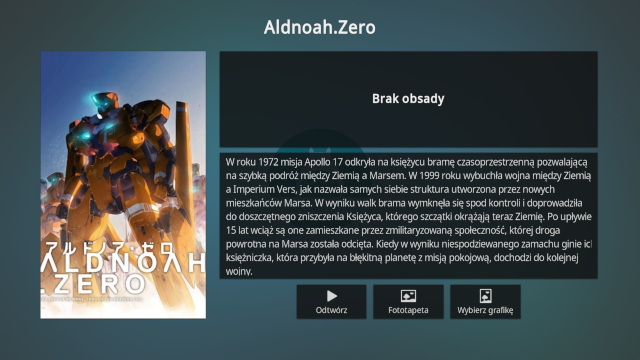 Aldnoah.Zero
アルドノア・ゼロ
ALDNOAH
.ZERO
Brak obsady
W roku 1972 misja Apollo 17 odkryła na księżycu bramę czasoprzestrzenną pozwalającą
na szybką podróż między Ziemią a Marsem. W 1999 roku wybuchła wojna między Ziemią
a Imperium Vers, jak nazwała samych siebie struktura utworzona przez nowych
mieszkańców Marsa. W wyniku walk brama wymknęła się spod kontroli i doprowadziła
do doszczętnego zniszczenia Księżyca, którego szczątki okrążają teraz Ziemię. Po upływie
15 lat wciąż są one zamieszkane przez zmilitaryzowaną społeczność, której droga
powrotna na Marsa została odcięta. Kiedy w wyniku niespodziewanego zamachu ginie ich
księżniczka, która przybyła na błękitną planetę z misją pokojową, dochodzi do kolejnej
wojny.
Odtwórz
Fototapeta
Wybierz grafikę